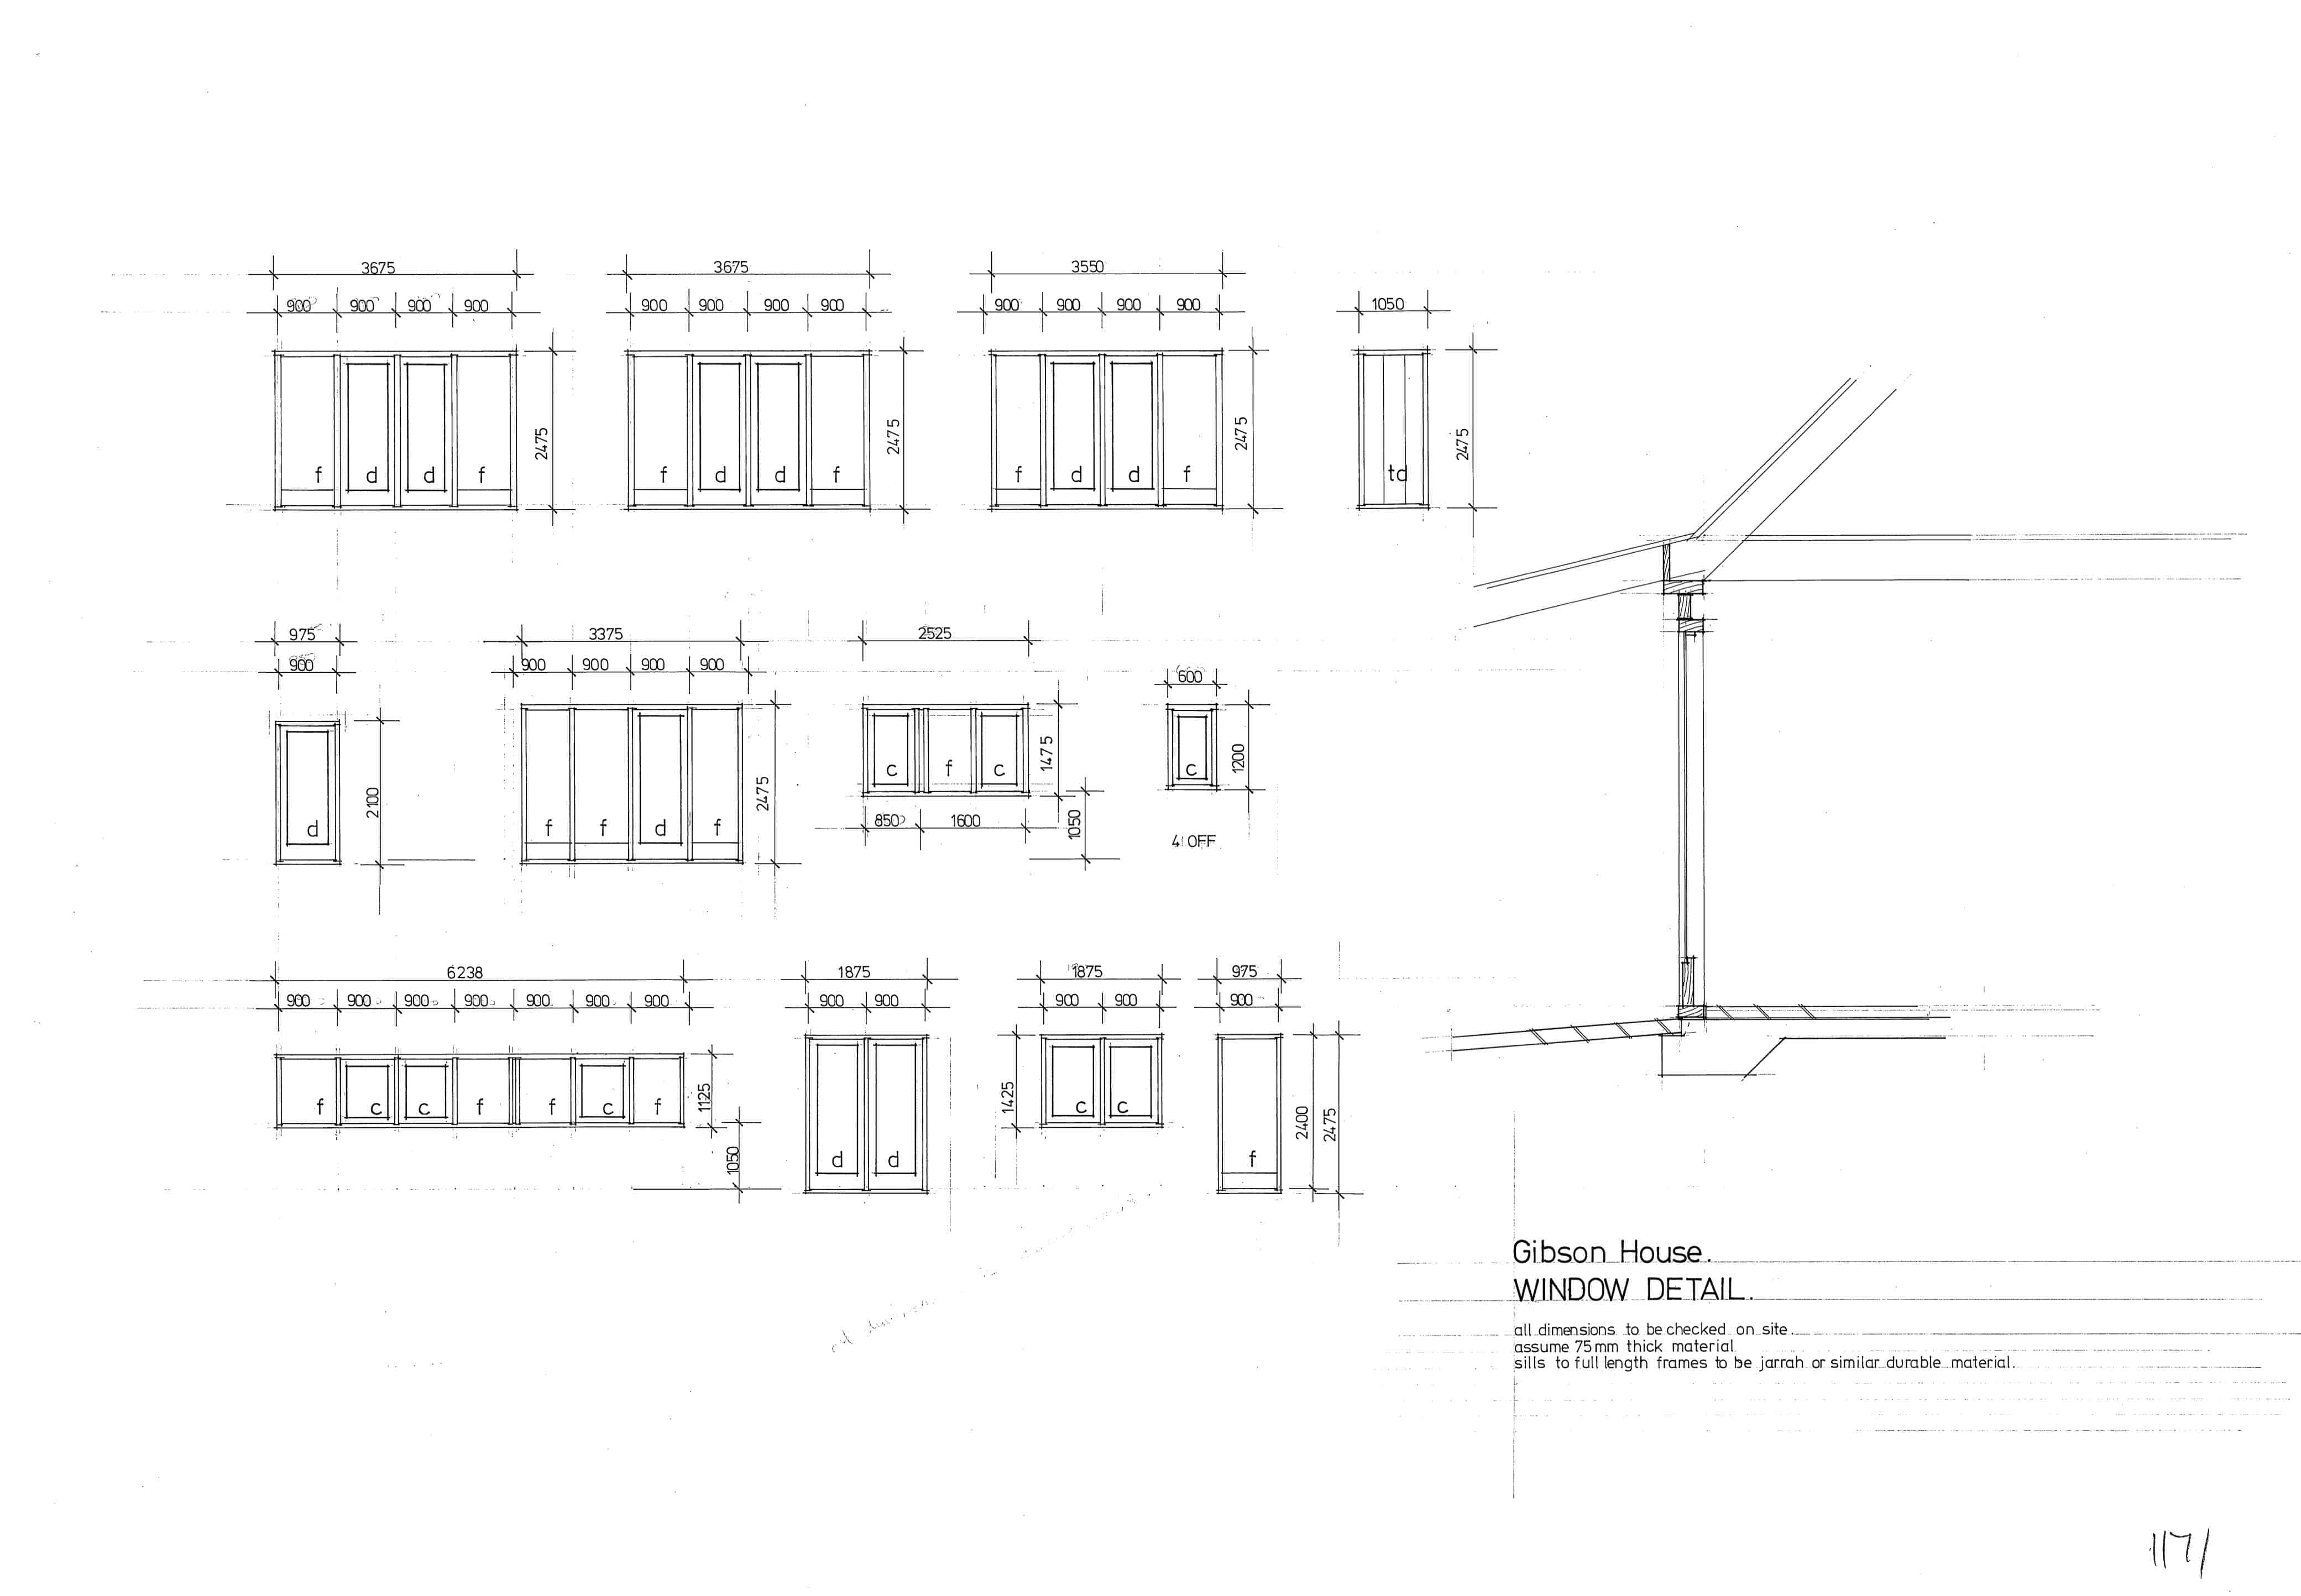 3675 3675 3550
900 900 900 900 900 900 900 900 900 900 900 900 1050
f d d f 2475 f d d f 2475 f d d f 2475 td 2475
975 3375 2525
900 900 900 900 900 600
d 2100 f f d f 2475 c f c 1475 c 1200
850 1600 1050
4 OFF
6238 1875 1875 975
900 900 900 900 900 900 900 900 900 900 900 900
f c c f f c f 1125 1050 d d 1425 c c f 2400 2475
Gibson House.
WINDOW DETAIL.
all dimensions to be checked on site.
assume 75mm thick material
sills to full length frames to be jarrah or similar durable material.
117/